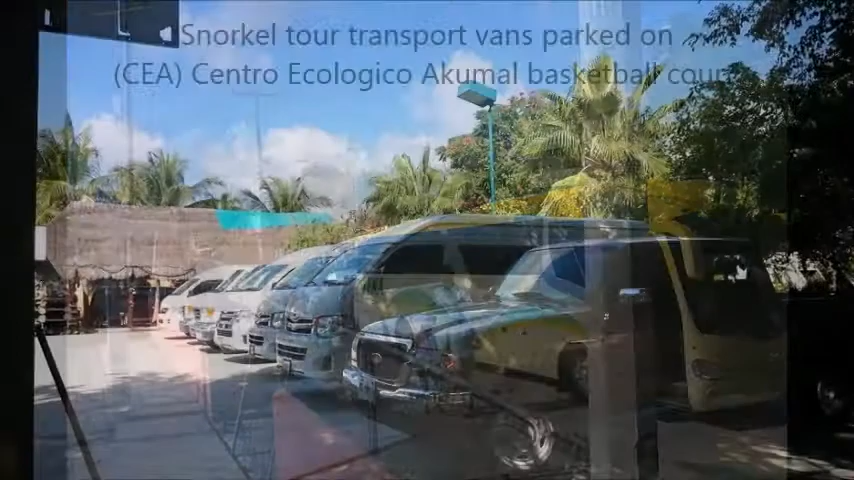 Snorkel tour transport vans parked on
(CEA) Centro Ecologico Akumal basketball court